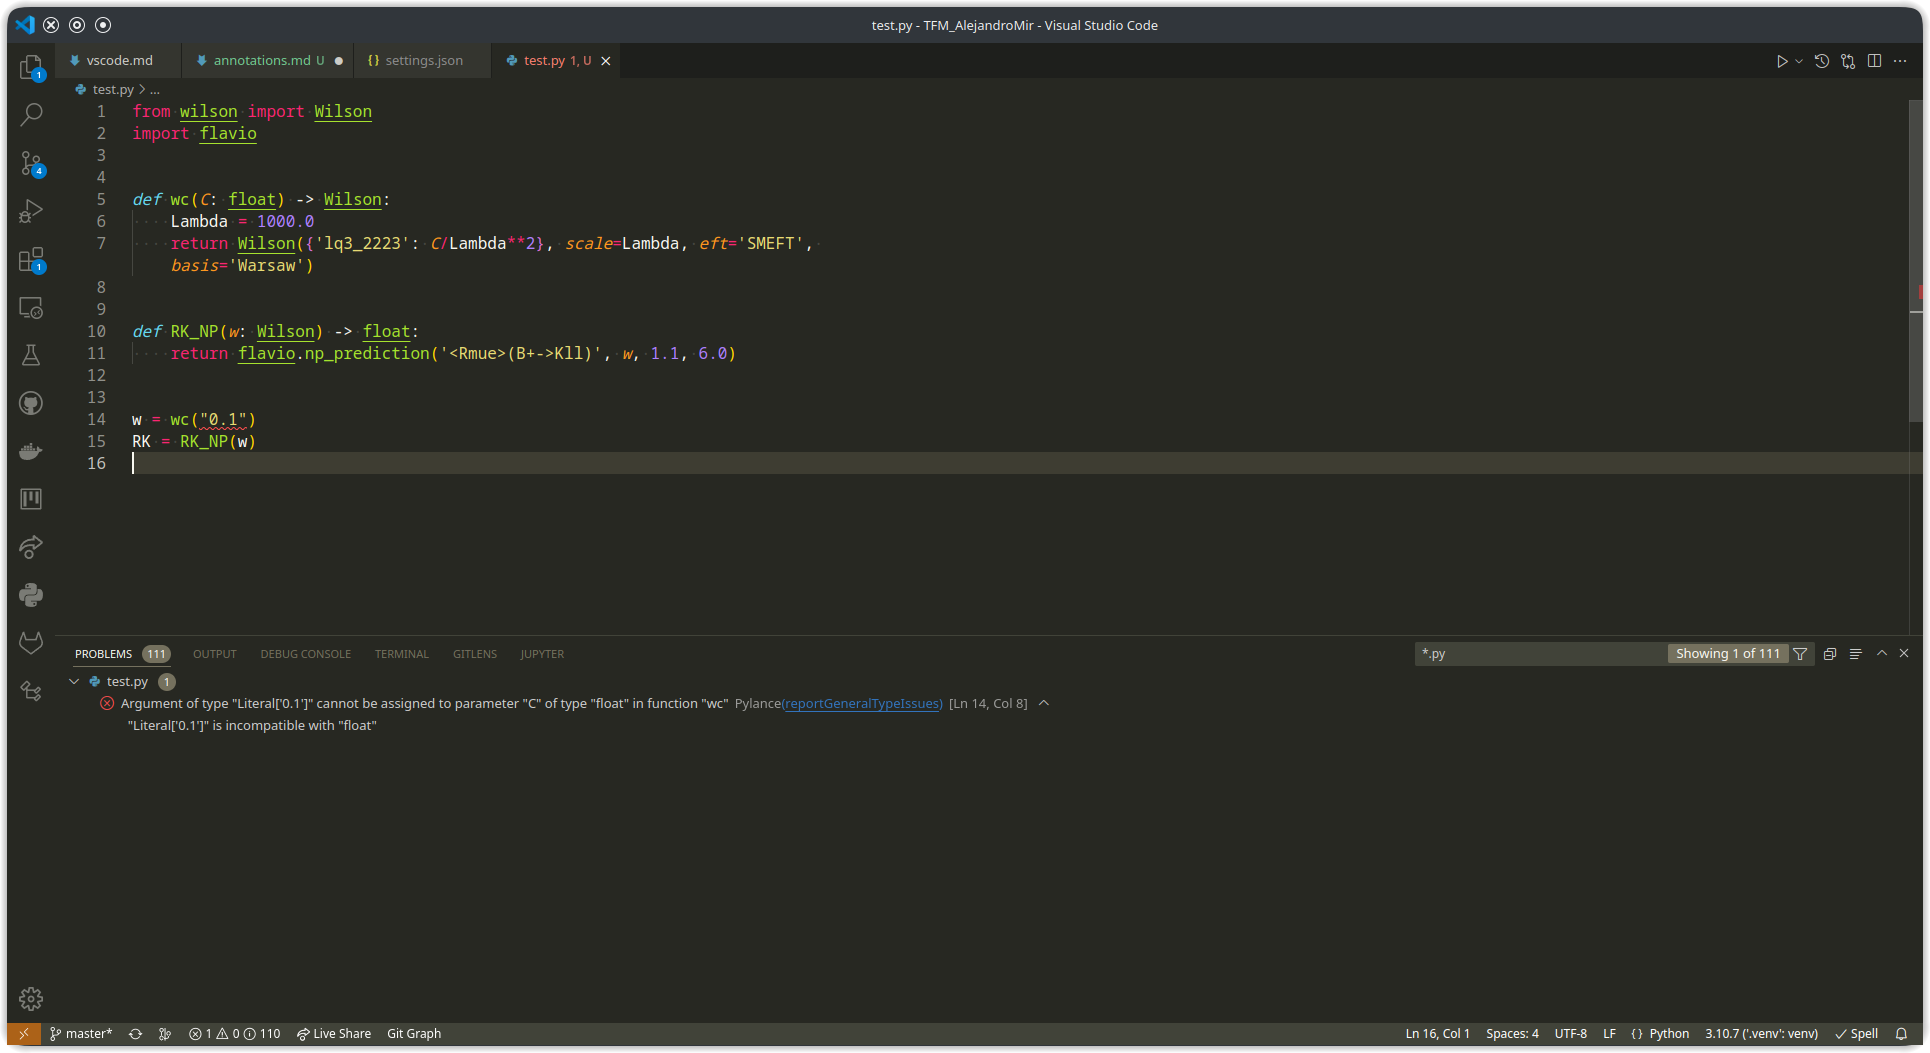 test.py - TFM_AlejandroMir - Visual Studio Code
vscode.md annotations.md U settings.json test.py 1, U
test.py > ...
1 from wilson import Wilson
2 import flavio
3
4
5 def wc(C: float) -> Wilson:
6 Lambda = 1000.0
7 return Wilson({'lq3_2223': C/Lambda**2}, scale=Lambda, eft='SMEFT',
basis='Warsaw')
8
9
10 def RK_NP(w: Wilson) -> float:
11 return flavio.np_prediction('<Rmue>(B+->Kll)', w, 1.1, 6.0)
12
13
14 w = wc("0.1")
15 RK = RK_NP(w)
16
1
4
1
PROBLEMS 111 OUTPUT DEBUG CONSOLE TERMINAL GITLENS JUPYTER *.py Showing 1 of 111
test.py 1
Argument of type "Literal['0.1']" cannot be assigned to parameter "C" of type "float" in function "wc" Pylance(reportGeneralTypeIssues) [Ln 14, Col 8]
"Literal['0.1']" is incompatible with "float"
master* 1 0 110 Live Share Git Graph Ln 16, Col 1 Spaces: 4 UTF-8 LF {} Python 3.10.7 ('.venv': venv) Spell